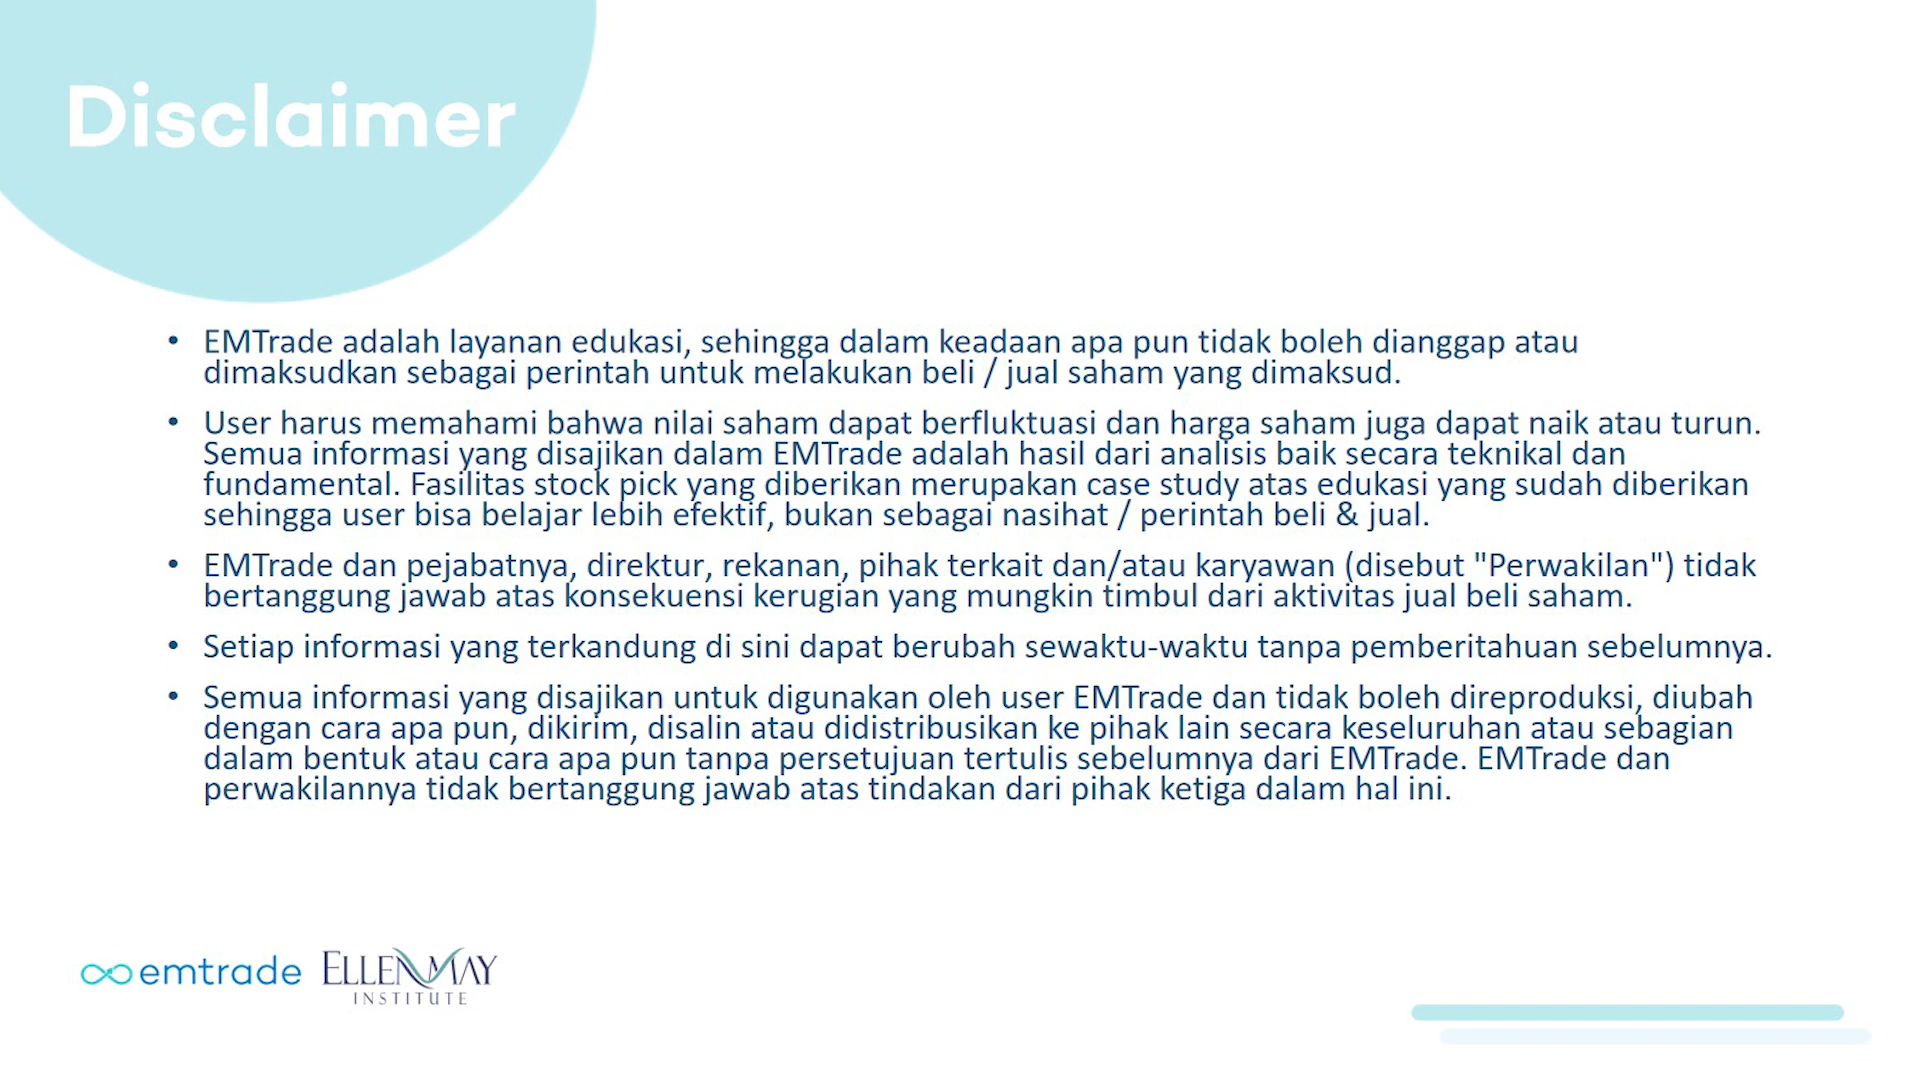 Disclaimer
• EMTrade adalah layanan edukasi, sehingga dalam keadaan apa pun tidak boleh dianggap atau
dimaksudkan sebagai perintah untuk melakukan beli / jual saham yang dimaksud.
• User harus memahami bahwa nilai saham dapat berfluktuasi dan harga saham juga dapat naik atau turun.
Semua informasi yang disajikan dalam EMTrade adalah hasil dari analisis baik secara teknikal dan
fundamental. Fasilitas stock pick yang diberikan merupakan case study atas edukasi yang sudah diberikan
sehingga user bisa belajar lebih efektif, bukan sebagai nasihat / perintah beli & jual.
• EMTrade dan pejabatnya, direktur, rekanan, pihak terkait dan/atau karyawan (disebut "Perwakilan") tidak
bertanggung jawab atas konsekuensi kerugian yang mungkin timbul dari aktivitas jual beli saham.
• Setiap informasi yang terkandung di sini dapat berubah sewaktu-waktu tanpa pemberitahuan sebelumnya.
• Semua informasi yang disajikan untuk digunakan oleh user EMTrade dan tidak boleh direproduksi, diubah
dengan cara apa pun, dikirim, disalin atau didistribusikan ke pihak lain secara keseluruhan atau sebagian
dalam bentuk atau cara apa pun tanpa persetujuan tertulis sebelumnya dari EMTrade. EMTrade dan
perwakilannya tidak bertanggung jawab atas tindakan dari pihak ketiga dalam hal ini.
emtrade ELLEN MAY
INSTITUTE